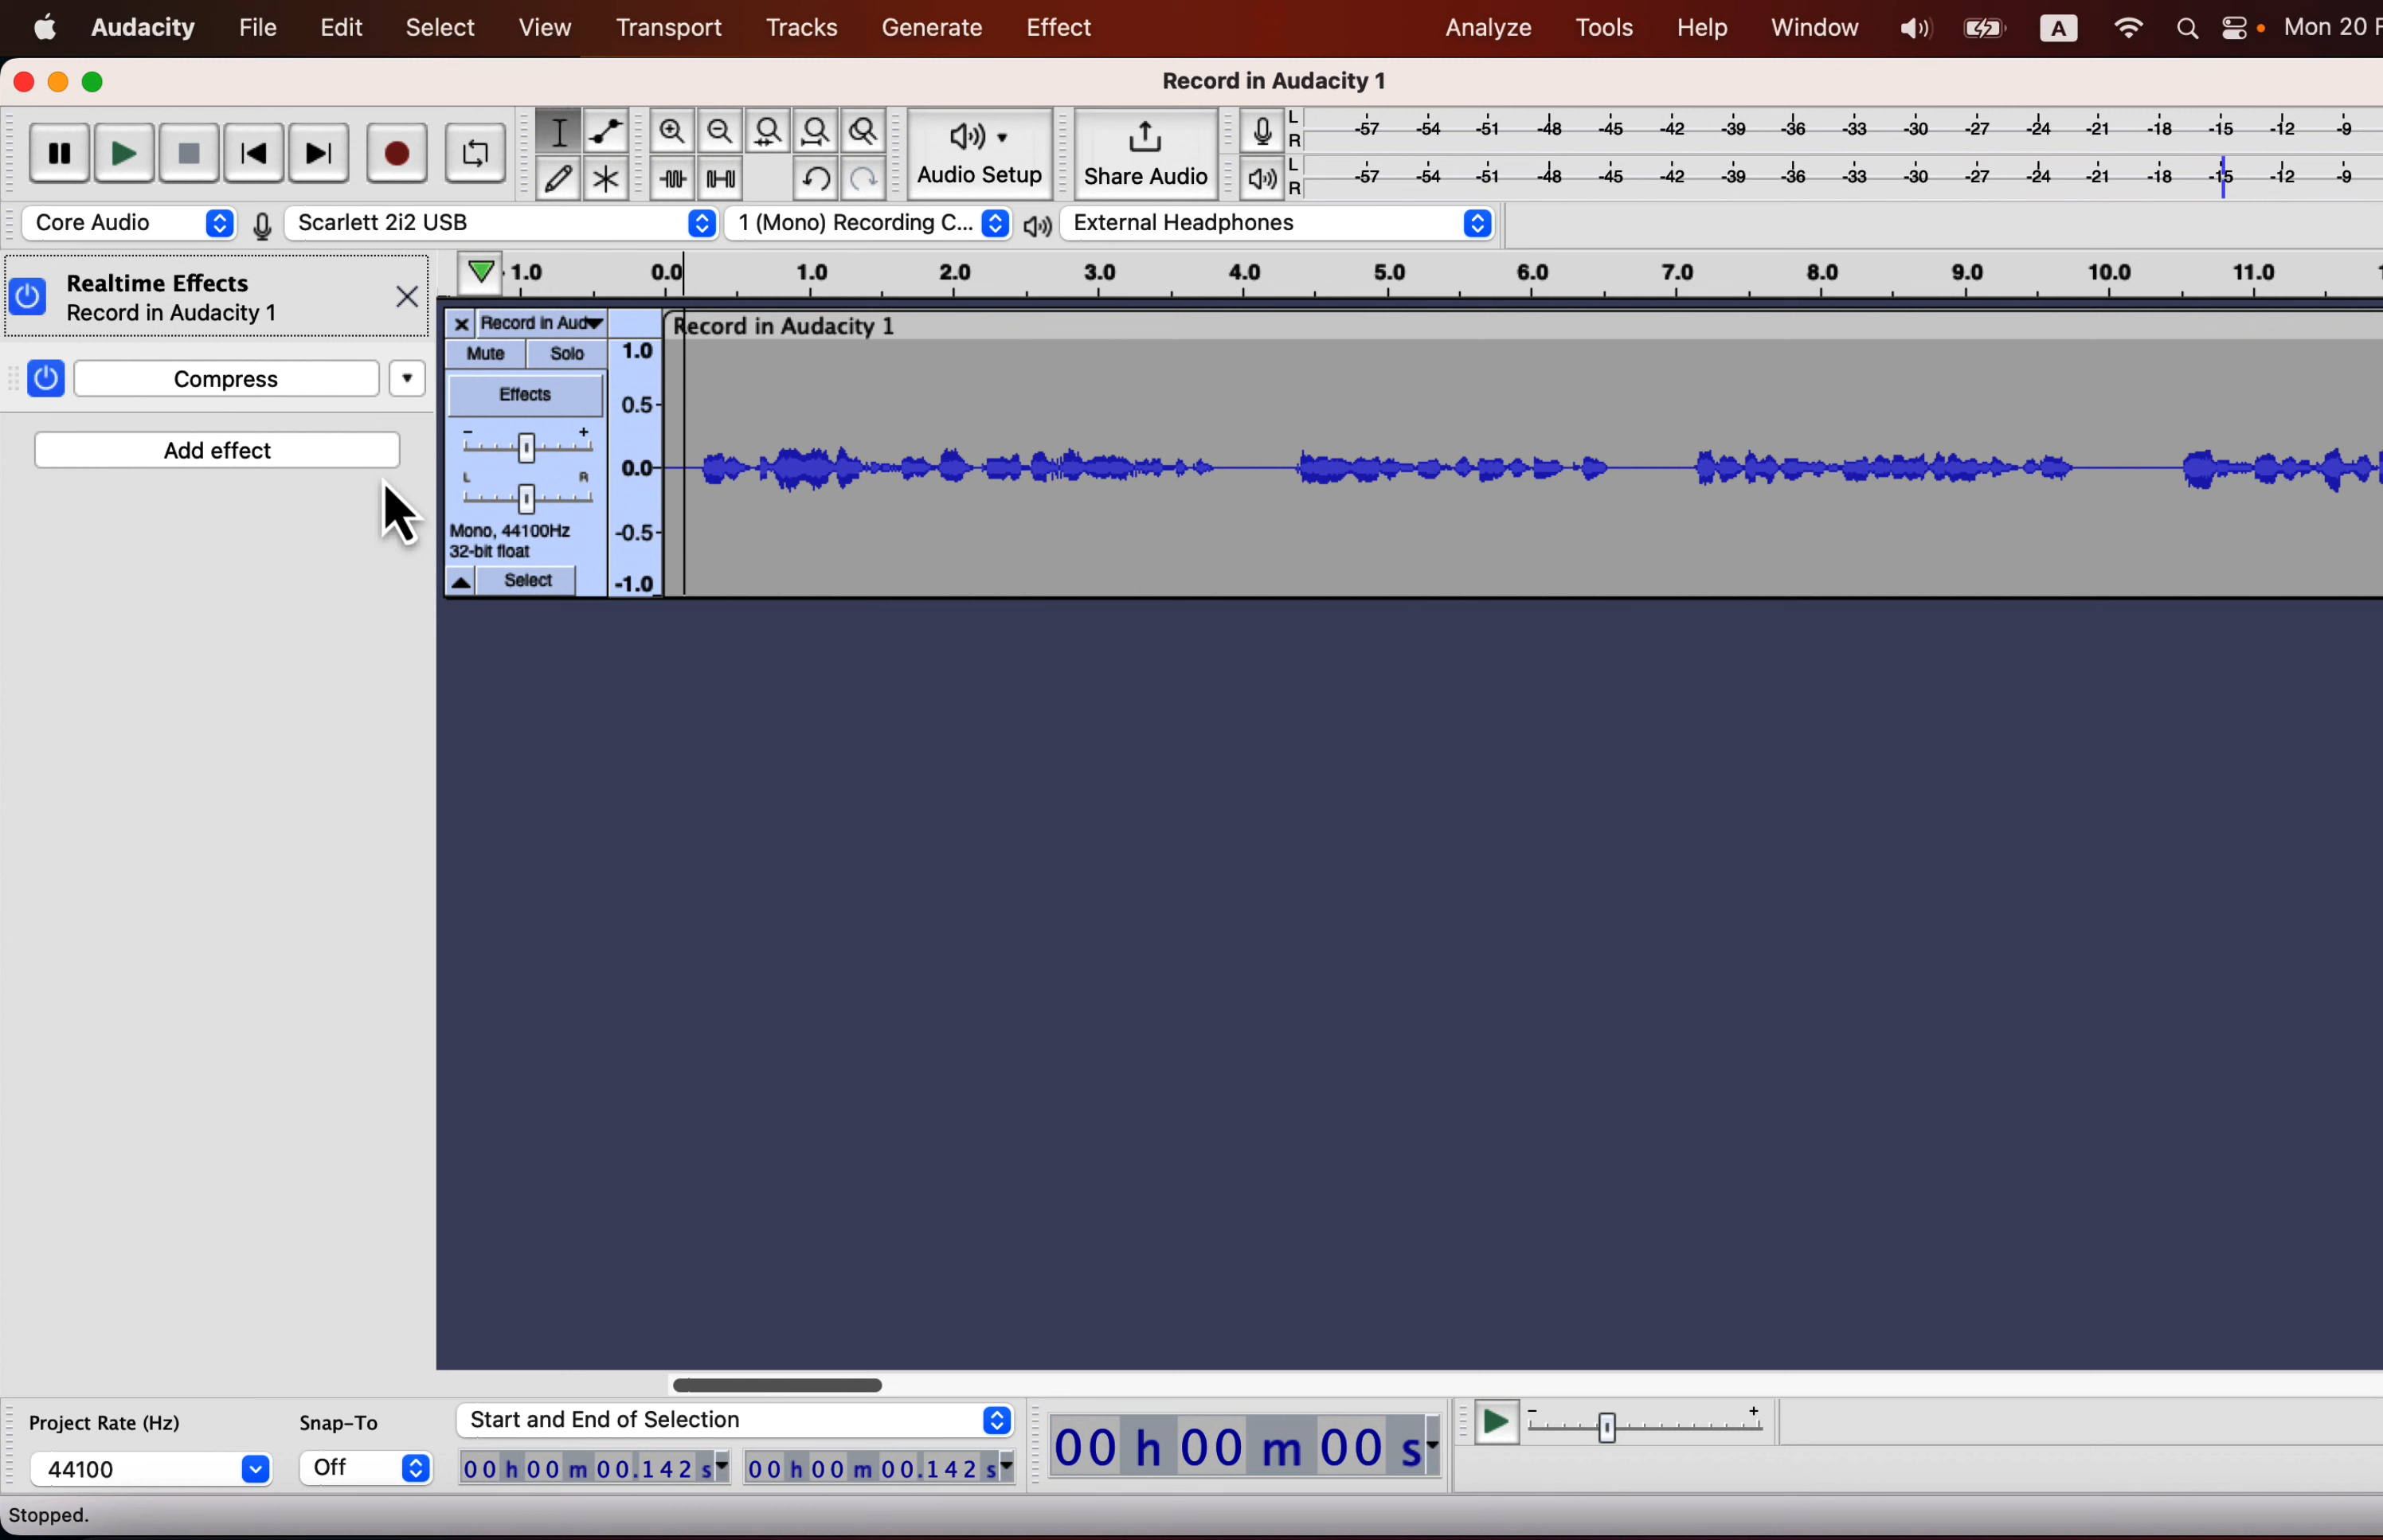 Audacity File Edit Select View Transport Tracks Generate Effect Analyze Tools Help Window A Mon 20 F
Record in Audacity 1
L -57 -54 -51 -48 -45 -42 -39 -36 -33 -30 -27 -24 -21 -18 -15 -12 -9
R
Audio Setup
Share Audio
L -57 -54 -51 -48 -45 -42 -39 -36 -33 -30 -27 -24 -21 -18 -15 -12 -9
R
Core Audio Scarlett 2i2 USB 1 (Mono) Recording C... External Headphones
Realtime Effects
Record in Audacity 1
Compress
Add effect
1.0 0.0 1.0 2.0 3.0 4.0 5.0 6.0 7.0 8.0 9.0 10.0 11.0
Record in Aud
Record in Audacity 1
Mute Solo
Effects
- +
L R
Mono, 44100Hz
32-bit float
Select
1.0
0.5-
0.0-
-0.5-
-1.0
Project Rate (Hz) Snap-To Start and End of Selection
44100 Off 00 h 00 m 00.142 s 00 h 00 m 00.142 s
00 h 00 m 00 s
- +
Stopped.